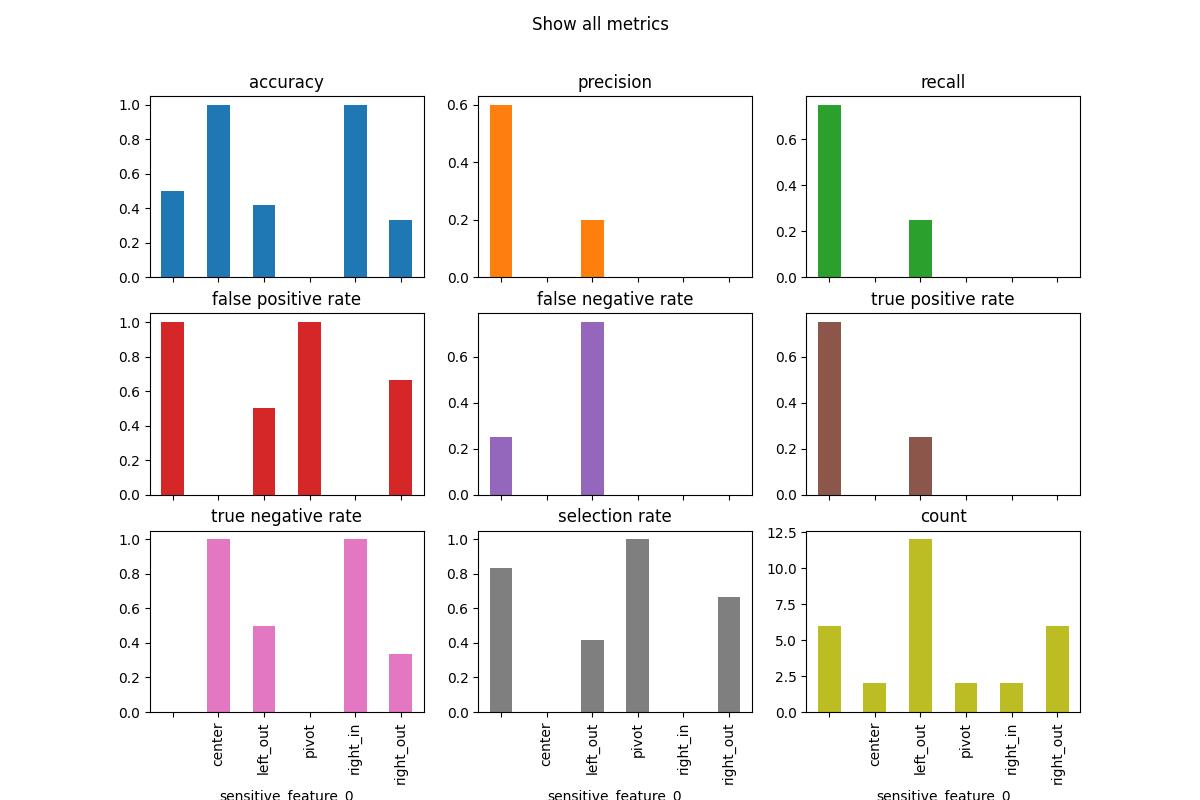 Show all metrics
accuracy
precision
recall
1.0
0.8
0.6
0.4
0.2
0.0
0.6
0.4
0.2
0.0
0.6
0.4
0.2
0.0
false positive rate
false negative rate
true positive rate
1.0
0.8
0.6
0.4
0.2
0.0
0.6
0.4
0.2
0.0
0.6
0.4
0.2
0.0
true negative rate
selection rate
count
1.0
0.8
0.6
0.4
0.2
0.0
1.0
0.8
0.6
0.4
0.2
0.0
12.5
10.0
7.5
5.0
2.5
0.0
center
left_out
pivot
right_in
right_out
center
left_out
pivot
right_in
right_out
center
left_out
pivot
right_in
right_out
sensitive_feature_0
sensitive_feature_0
sensitive_feature_0